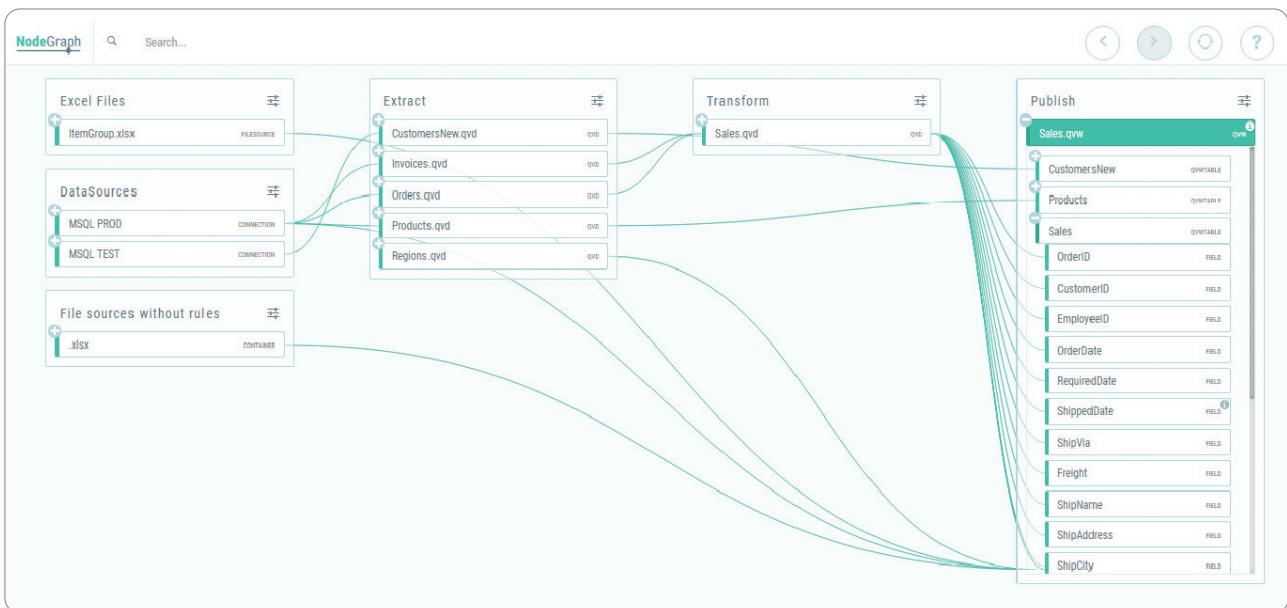 NodeGraph
Search...
?
Excel Files
ItemGroup.xlsx FILESOURCE
DataSources
MSQL PROD CONNECTION
MSQL TEST CONNECTION
File sources without rules
.xlsx CONTAINER
Extract
CustomersNew.qvd QVD
Invoices.qvd QVD
Orders.qvd QVD
Products.qvd QVD
Regions.qvd QVD
Transform
Sales.qvd QVD
Publish
Sales.qvw QVW
CustomersNew QVWTABLE
Products QVWTABLE
Sales QVWTABLE
OrderID FIELD
CustomerID FIELD
EmployeeID FIELD
OrderDate FIELD
RequiredDate FIELD
ShippedDate FIELD
ShipVia FIELD
Freight FIELD
ShipName FIELD
ShipAddress FIELD
ShipCity FIELD